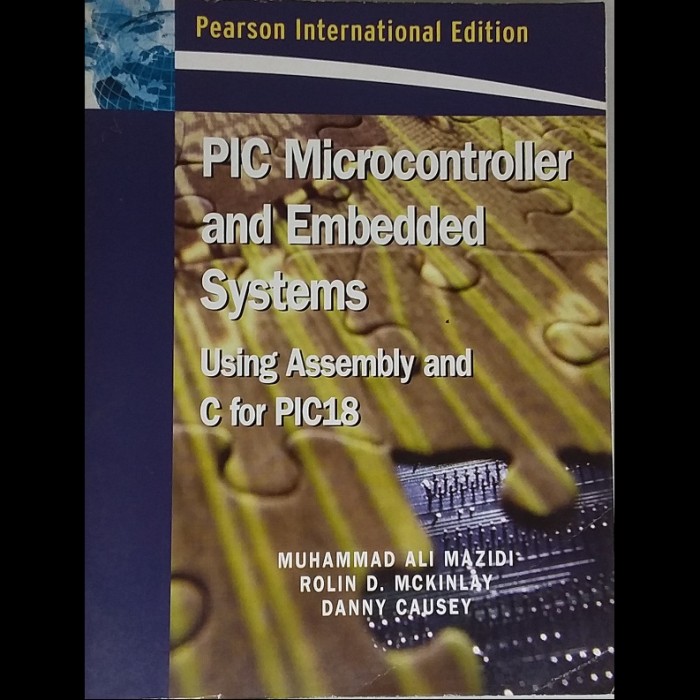 Pearson International Edition
PIC Microcontroller
and Embedded
Systems
Using Assembly and
C for PIC18
MUHAMMAD ALI MAZIDI
ROLIN D. MCKINLAY
DANNY CAUSEY